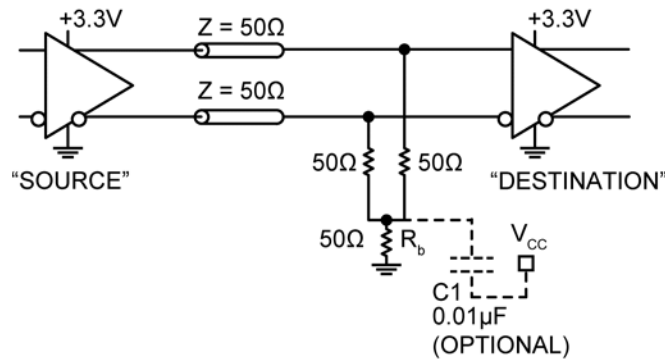 +3.3V
Z = 50Ω
+3.3V
Z = 50Ω
50Ω
50Ω
"SOURCE"
"DESTINATION"
50Ω
R_b
V_CC
C1
0.01µF
(OPTIONAL)